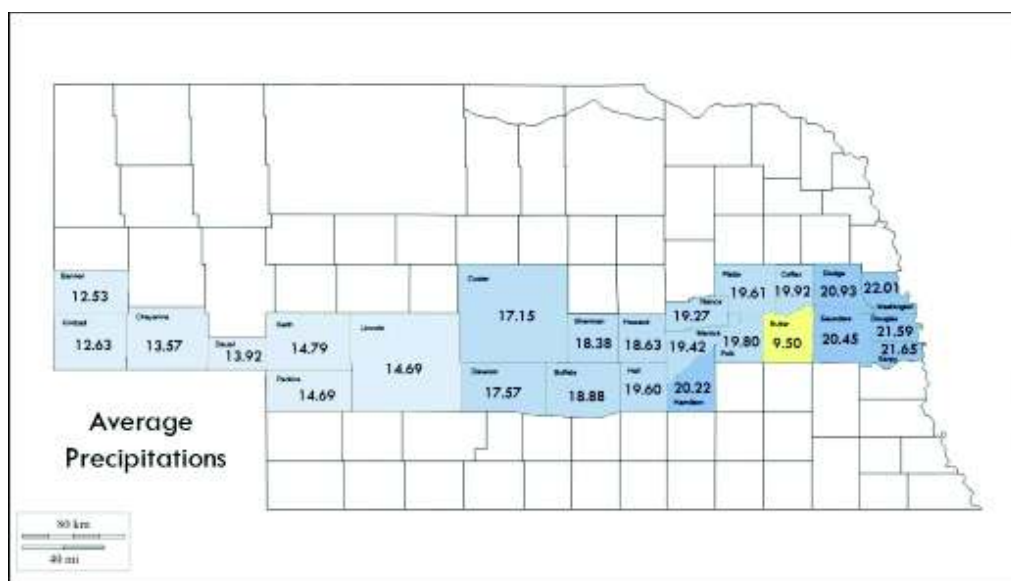 Banner
12.53
Kimball
12.63
Cheyenne
13.57
Deuel
13.92
Keith
14.79
Perkins
14.69
Lincoln
14.69
Custer
17.15
Dawson
17.57
Buffalo
18.88
Sherman
18.38
Howard
18.63
Hall
19.60
Merrick
19.42
Nance
19.27
20.22
Hamilton
Platte
19.61
Colfax
19.92
19.80
Polk
Butler
9.50
Dodge
20.93
Saunders
20.45
22.01
Washington
Douglas
21.59
21.65
Sarpy
Average
Precipitations
80 km
40 mi